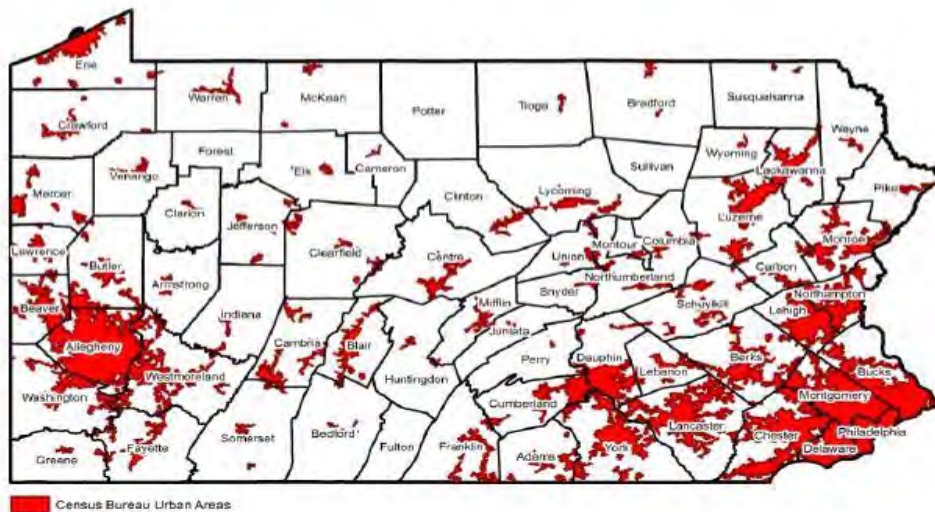 Erie
Warren
McKean
Potter
Tioga
Bradford
Susquehanna
Wayne
Crawford
Forest
Wyoming
Lackawanna
Sullivan
Cameron
Elk
Venango
Mercer
Pike
Clinton
Lycoming
Clarion
Luzerne
Jefferson
Monroe
Lawrence
Clearfield
Montour
Columbia
Centre
Union
Butler
Carbon
Northumberland
Armstrong
Snyder
Northampton
Mifflin
Schuylkill
Beaver
Lehigh
Indiana
Juniata
Allegheny
Cambria
Blair
Perry
Dauphin
Berks
Lebanon
Bucks
Westmoreland
Huntingdon
Montgomery
Washington
Cumberland
Lancaster
Somerset
Bedford
Fulton
Franklin
York
Chester
Philadelphia
Fayette
Adams
Delaware
Greene
Census Bureau Urban Areas